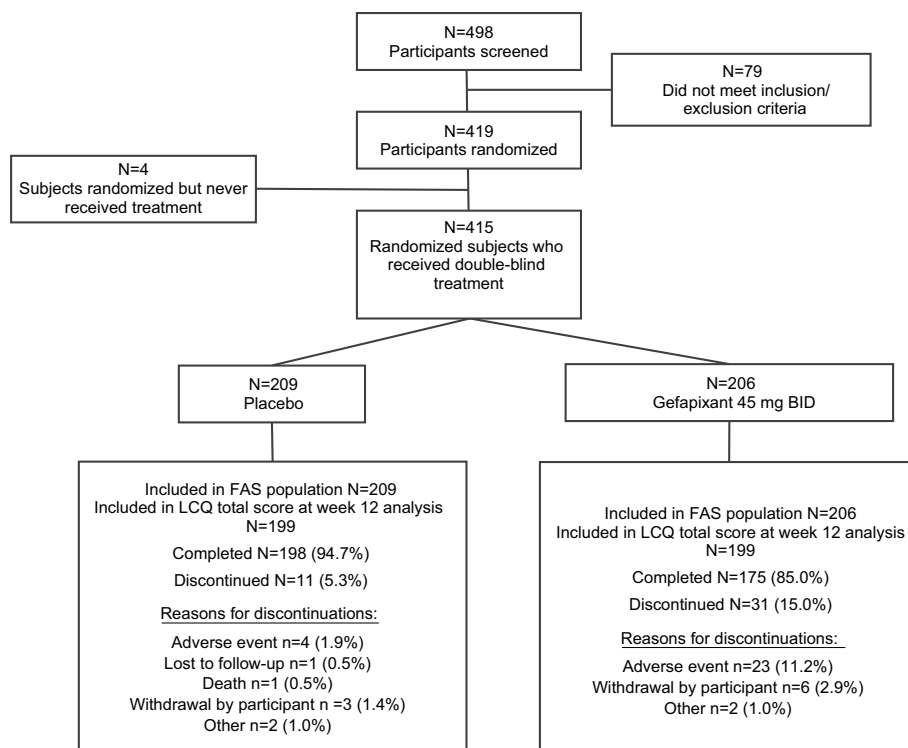 N=498
Participants screened
N=79
Did not meet inclusion/
exclusion criteria
N=419
Participants randomized
N=4
Subjects randomized but never
received treatment
N=415
Randomized subjects who
received double-blind
treatment
N=209
Placebo
N=206
Gefapixant 45 mg BID
Included in FAS population N=209
Included in LCQ total score at week 12 analysis
N=199
Completed N=198 (94.7%)
Discontinued N=11 (5.3%)
Reasons for discontinuations:
Adverse event n=4 (1.9%)
Lost to follow-up n=1 (0.5%)
Death n=1 (0.5%)
Withdrawal by participant n =3 (1.4%)
Other n=2 (1.0%)
Included in FAS population N=206
Included in LCQ total score at week 12 analysis
N=199
Completed N=175 (85.0%)
Discontinued N=31 (15.0%)
Reasons for discontinuations:
Adverse event n=23 (11.2%)
Withdrawal by participant n=6 (2.9%)
Other n=2 (1.0%)